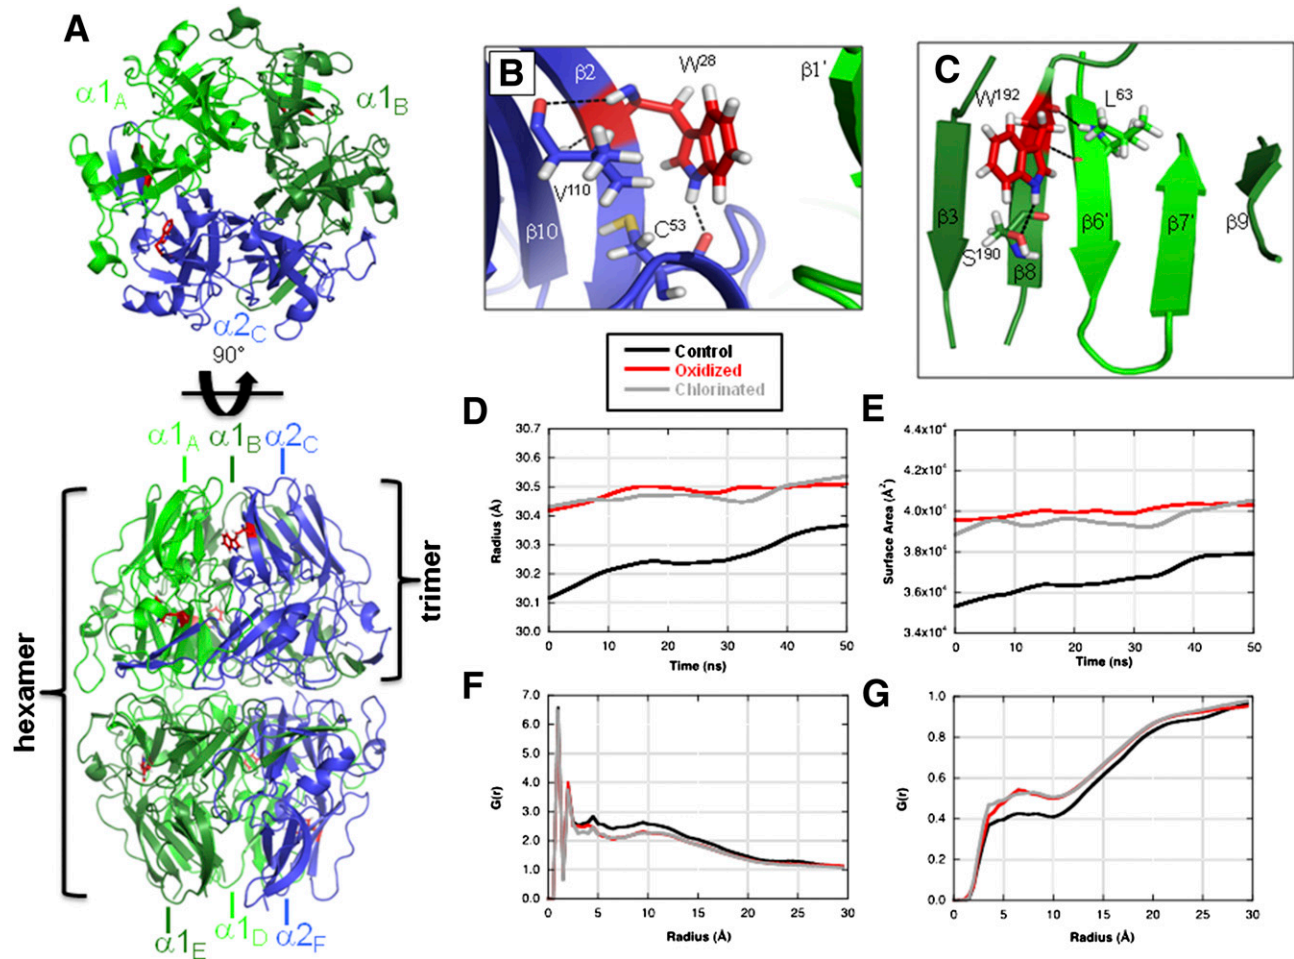 A
α1A
α1B
α2C
90°
α1A α1B α2C
hexamer
trimer
α1E
α1D
α2F
B
β2
W28
β1'
V110
β10
C53
C
W192
L63
β3
β6'
β7'
β9
S190
β8
Control
Oxidized
Chlorinated
D
30.7
30.6
30.5
30.4
30.3
30.2
30.1
30.0
Radius (Å)
0 10 20 30 40 50
Time (ns)
E
4.4x10⁴
4.2x10⁴
4.0x10⁴
3.8x10⁴
3.6x10⁴
3.4x10⁴
Surface Area (Å²)
0 10 20 30 40 50
Time (ns)
F
7.0
6.0
5.0
4.0
3.0
2.0
1.0
0.0
G(r)
0 5 10 15 20 25 30
Radius (Å)
G
1.0
0.8
0.6
0.4
0.2
0.0
G(r)
0 5 10 15 20 25 30
Radius (Å)